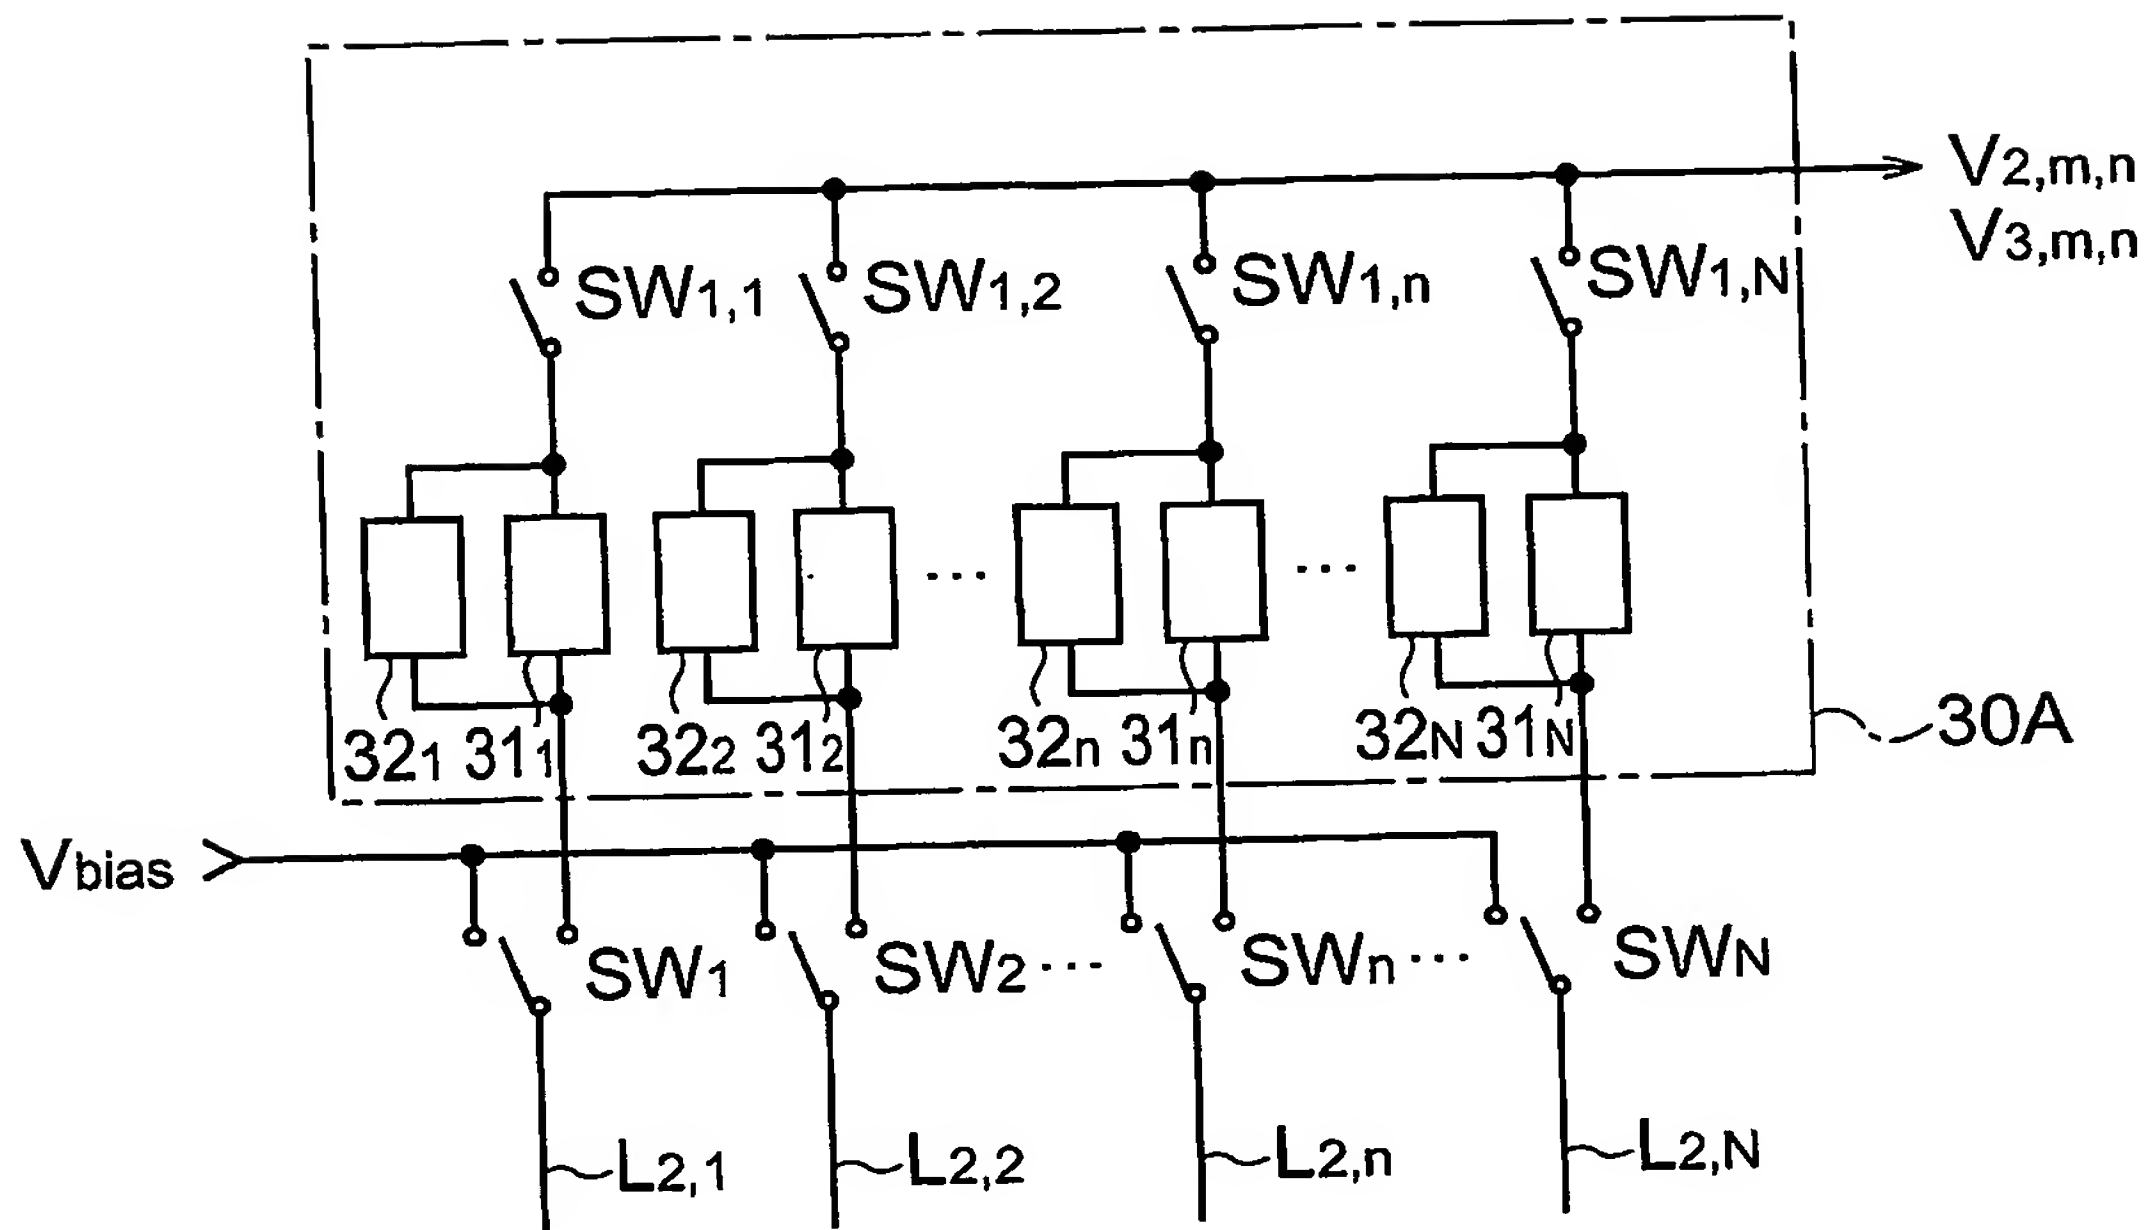 V2,m,n
V3,m,n
SW1,1 SW1,2 SW1,n SW1,N
... ...
321 311 322 312 32n 31n 32N 31N
30A
Vbias
SW1 SW2 ... SWn ... SWN
L2,1 L2,2 L2,n L2,N